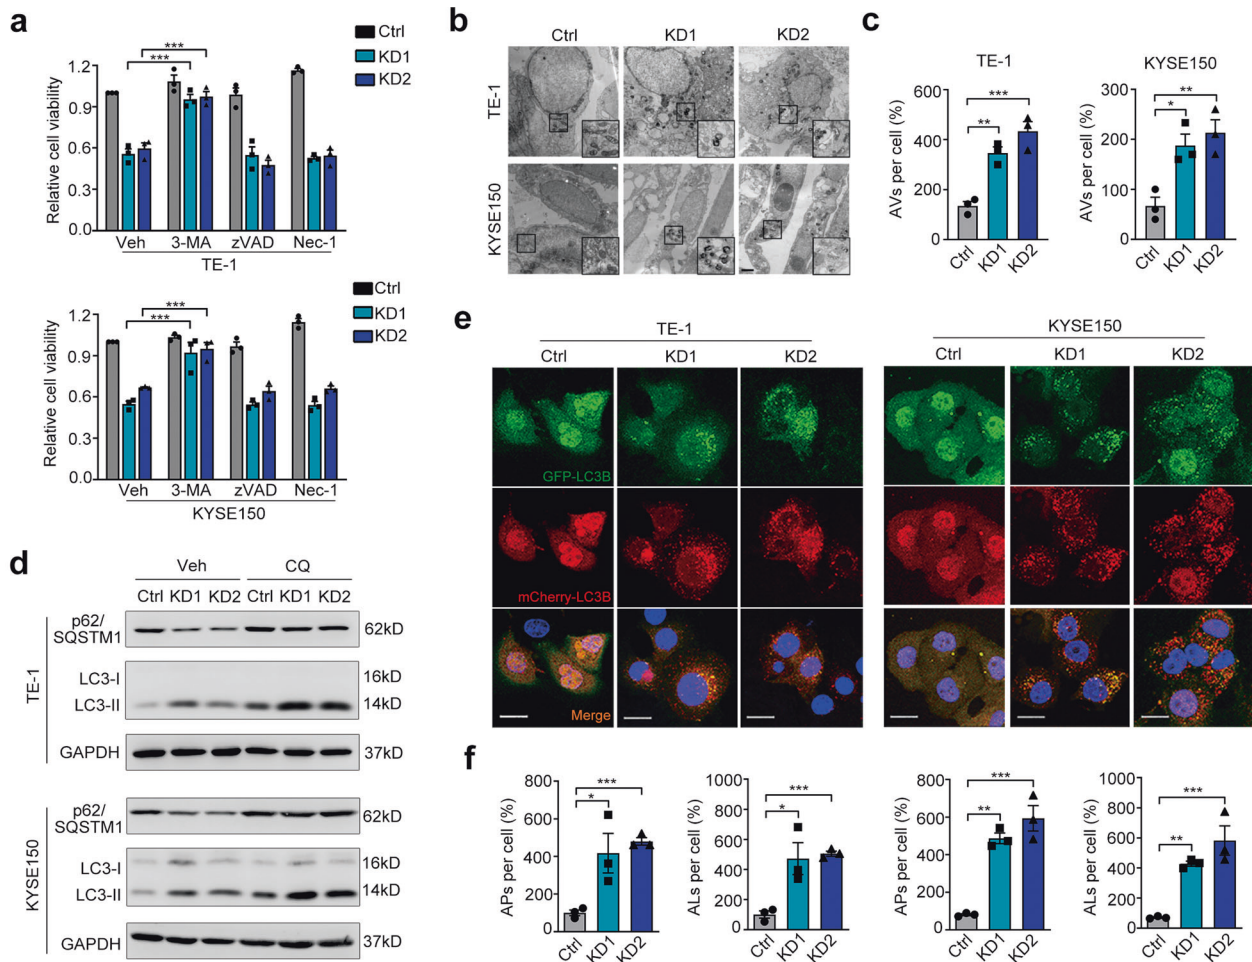 a
Relative cell viability
1.2
0.9
0.6
0.3
0.0
***
***
Ctrl
KD1
KD2
Veh 3-MA zVAD Nec-1
TE-1
Relative cell viability
1.2
0.9
0.6
0.3
0.0
***
***
Ctrl
KD1
KD2
Veh 3-MA zVAD Nec-1
KYSE150
b
Ctrl KD1 KD2
TE-1
KYSE150
c
TE-1
AVs per cell (%)
600
400
200
0
**
***
Ctrl KD1 KD2
KYSE150
AVs per cell (%)
300
200
100
0
*
**
Ctrl KD1 KD2
d
Veh CQ
Ctrl KD1 KD2 Ctrl KD1 KD2
TE-1
p62/
SQSTM1 62kD
LC3-I 16kD
LC3-II 14kD
GAPDH 37kD
KYSE150
p62/
SQSTM1 62kD
LC3-I 16kD
LC3-II 14kD
GAPDH 37kD
e
TE-1 KYSE150
Ctrl KD1 KD2 Ctrl KD1 KD2
GFP-LC3B
mCherry-LC3B
Merge
f
APs per cell (%)
800
600
400
200
0
*
***
Ctrl KD1 KD2
ALs per cell (%)
1000
800
600
400
200
0
*
***
Ctrl KD1 KD2
APs per cell (%)
800
600
400
200
0
**
***
Ctrl KD1 KD2
ALs per cell (%)
1000
800
600
400
200
0
**
***
Ctrl KD1 KD2